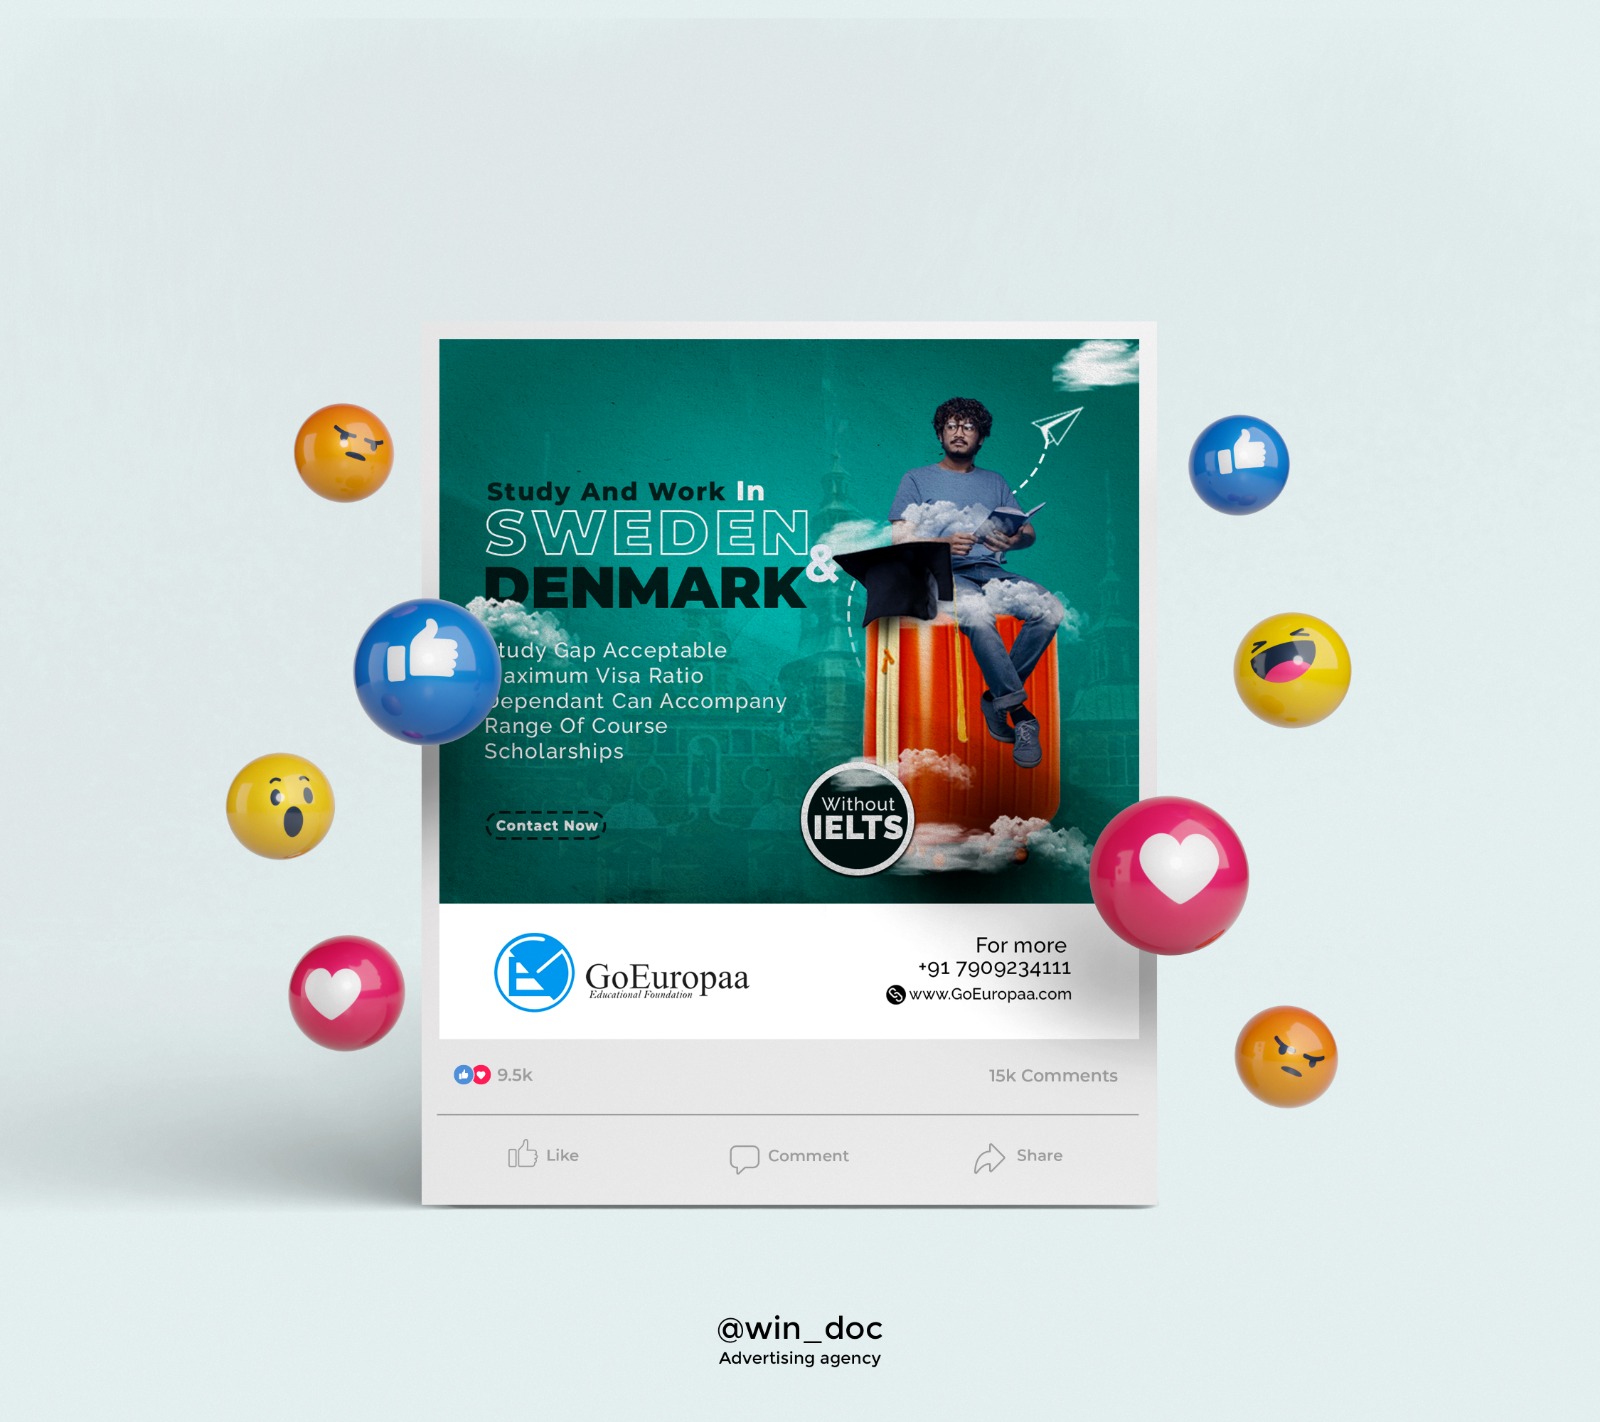 Study And Work In
SWEDEN
&
DENMARK
tudy Gap Acceptable
aximum Visa Ratio
Dependant Can Accompany
Range Of Course
Scholarships
Contact Now
Without
IELTS
GoEuropaa
Educational Foundation
For more
+91 7909234111
www.GoEuropaa.com
9.5k
15k Comments
Like
Comment
Share
@win_doc
Advertising agency